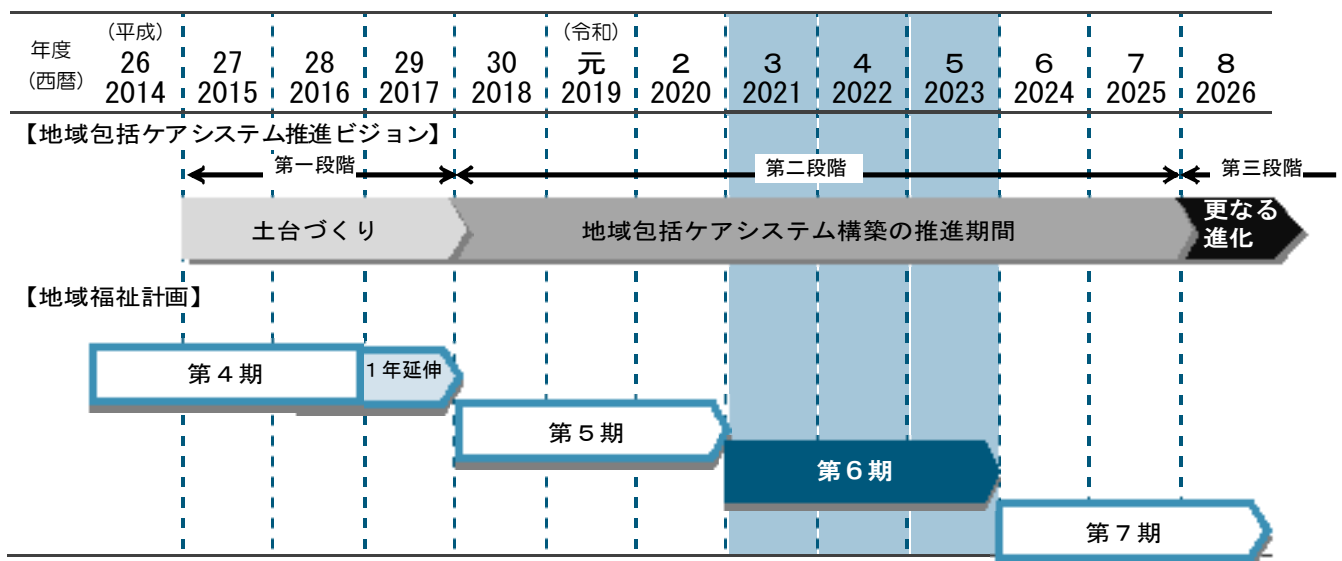 (平成) (令和)
年度 26 27 28 29 30 元 2 3 4 5 6 7 8
(西暦) 2014 2015 2016 2017 2018 2019 2020 2021 2022 2023 2024 2025 2026
【地域包括ケアシステム推進ビジョン】
第一段階 第二段階 第三段階
土台づくり 地域包括ケアシステム構築の推進期間 更なる
進化
【地域福祉計画】
第4期 1年延伸
第5期
第6期
第7期